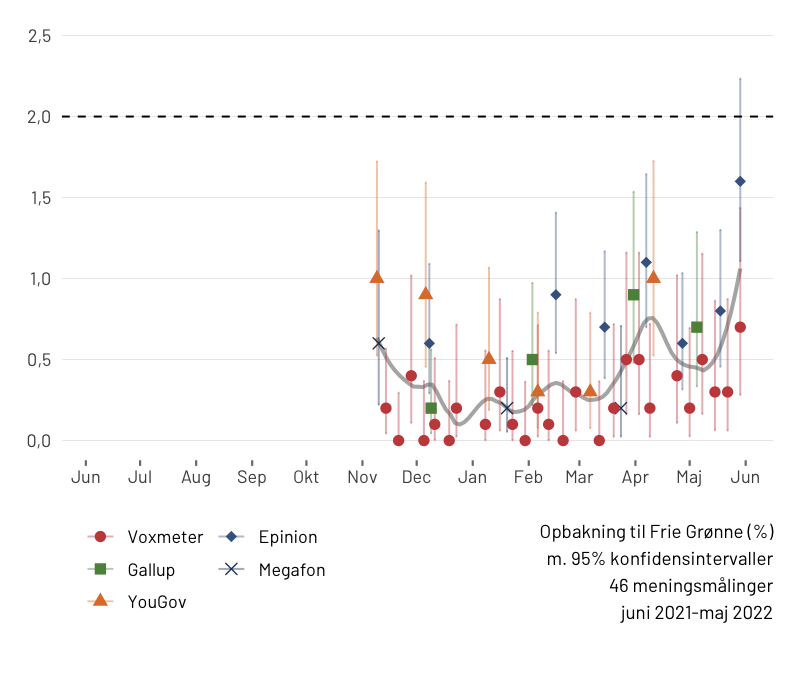 2,5
2,0
1,5
1,0
0,5
0,0
Jun Jul Aug Sep Okt Nov Dec Jan Feb Mar Apr Maj Jun
Voxmeter Epinion
Gallup Megafon
YouGov
Opbakning til Frie Grønne (%)
m. 95% konfidensintervaller
46 meningsmålinger
juni 2021-maj 2022